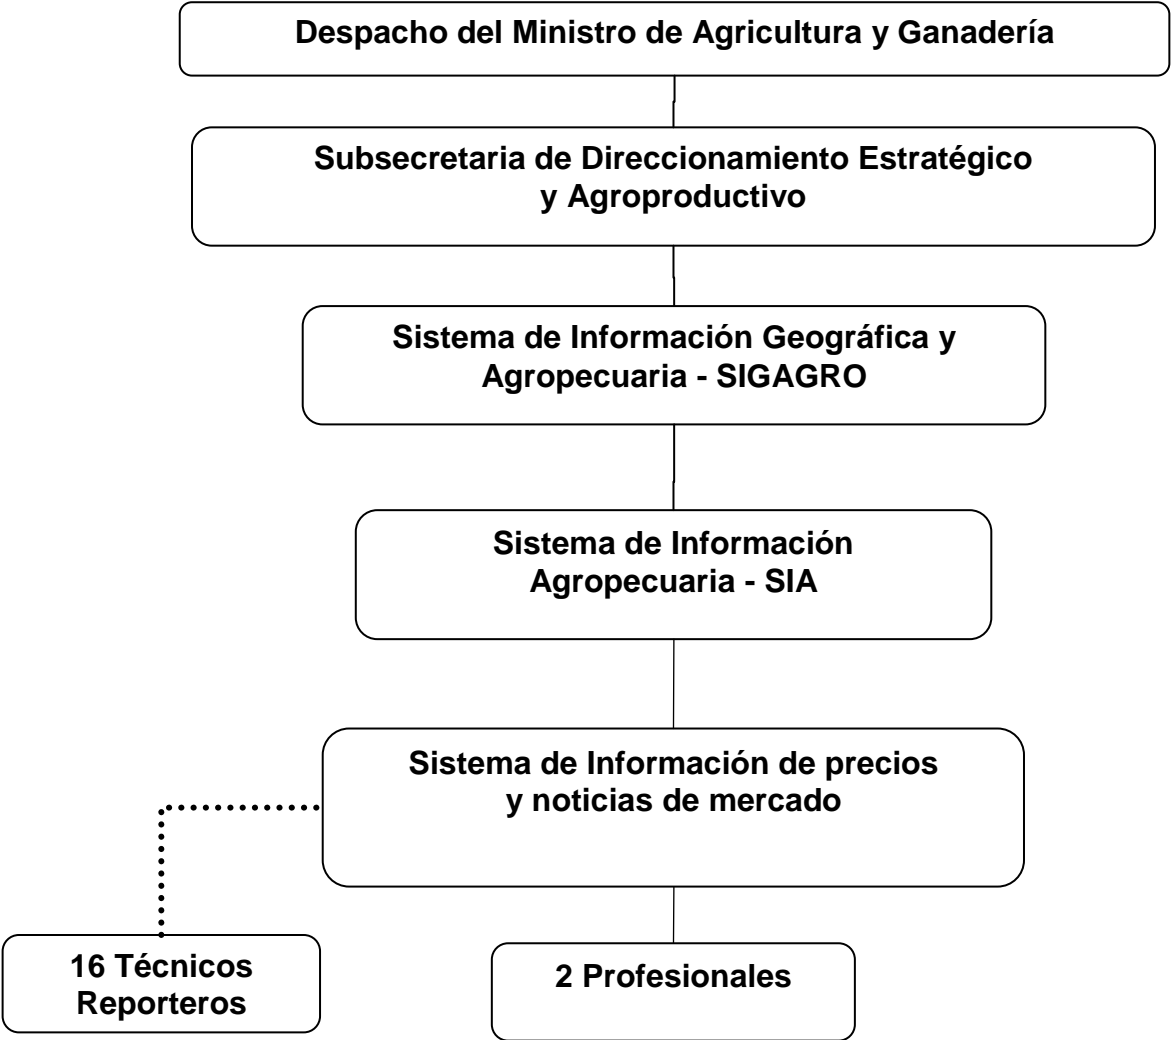 Despacho del Ministro de Agricultura y Ganadería
Subsecretaria de Direccionamiento Estratégico
y Agroproductivo
Sistema de Información Geográfica y
Agropecuaria - SIGAGRO
Sistema de Información
Agropecuaria - SIA
Sistema de Información de precios
y noticias de mercado
16 Técnicos
Reporteros
2 Profesionales